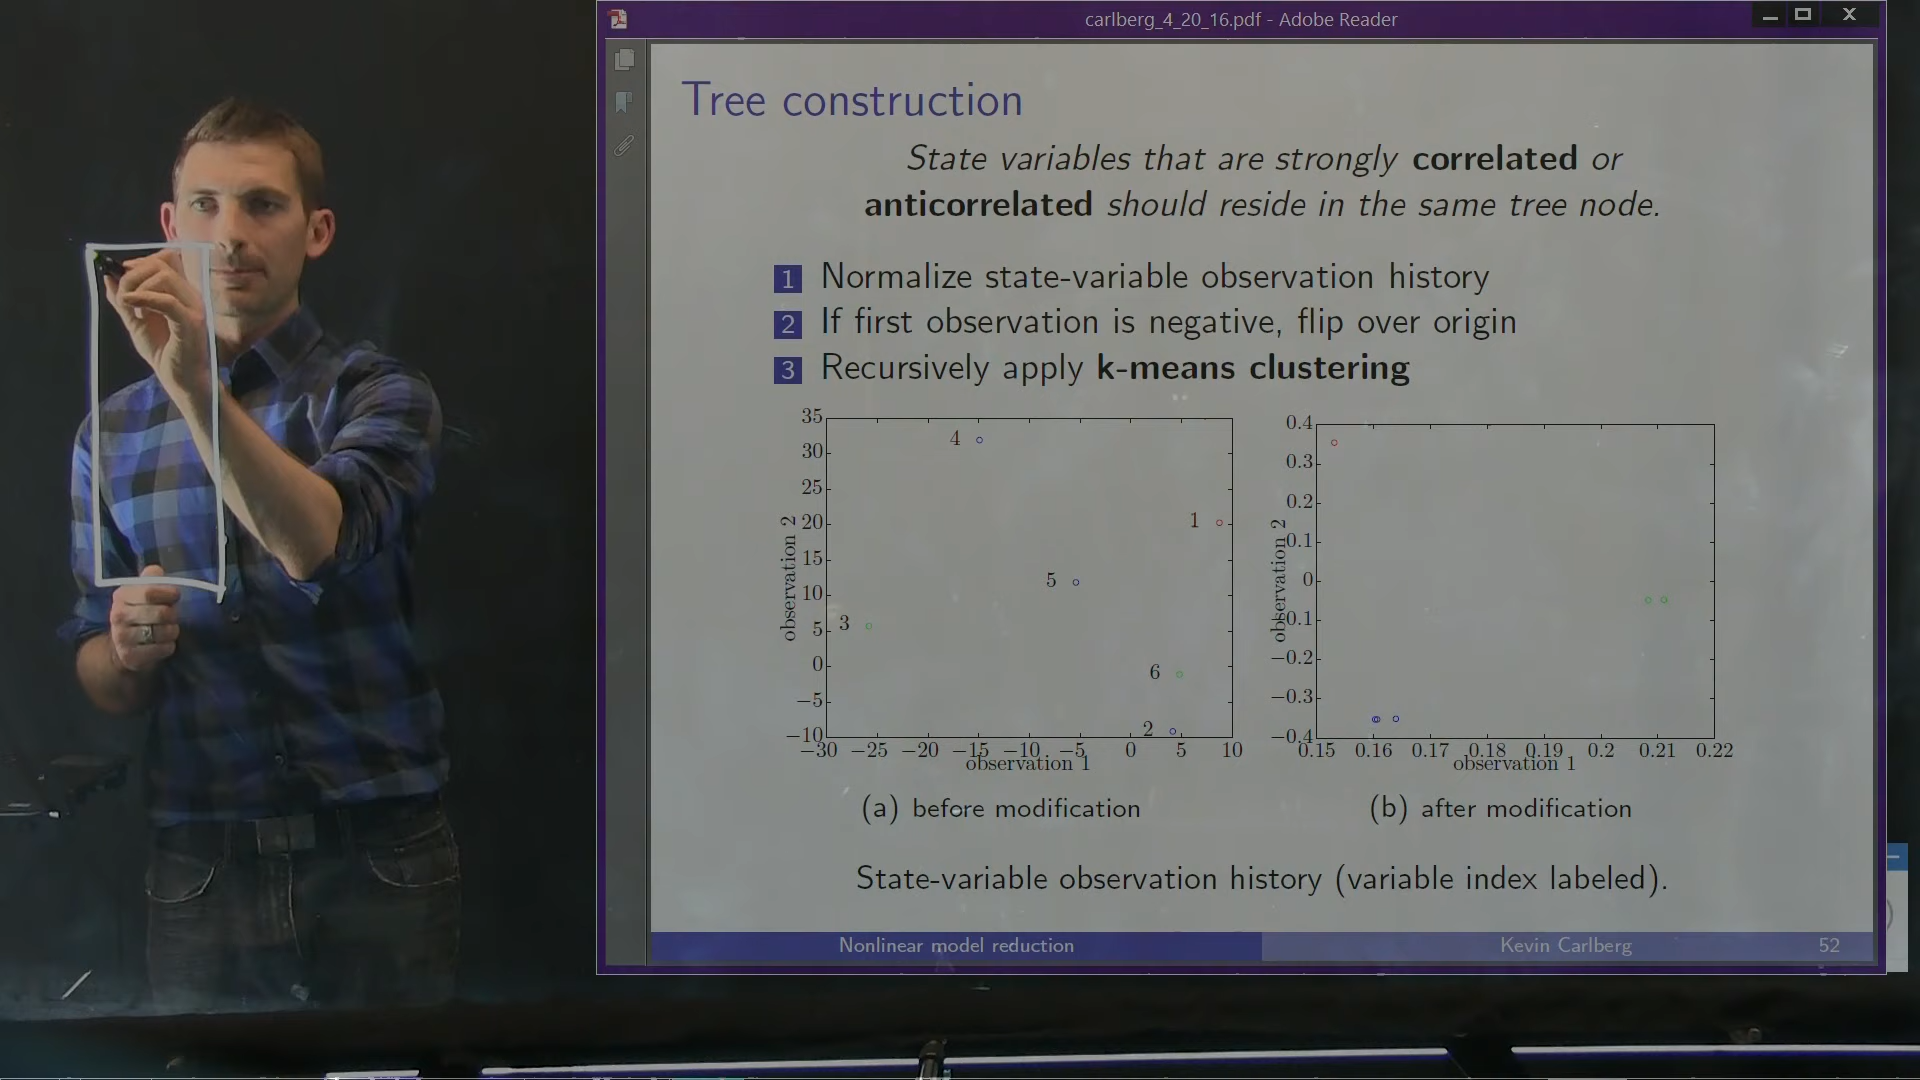 carlberg_4_20_16.pdf - Adobe Reader
Tree construction
State variables that are strongly correlated or
anticorrelated should reside in the same tree node.
1 Normalize state-variable observation history
2 If first observation is negative, flip over origin
3 Recursively apply k-means clustering
35
30
25
20
15
10
5
0
−5
−10
observation 2
4
1
5
3
6
2
−30 −25 −20 −15 −10 −5 0 5 10
observation 1
(a) before modification
0.4
0.3
0.2
0.1
0
−0.1
−0.2
−0.3
−0.4
observation 2
0.15 0.16 0.17 0.18 0.19 0.2 0.21 0.22
observation 1
(b) after modification
State-variable observation history (variable index labeled).
Nonlinear model reduction Kevin Carlberg 52